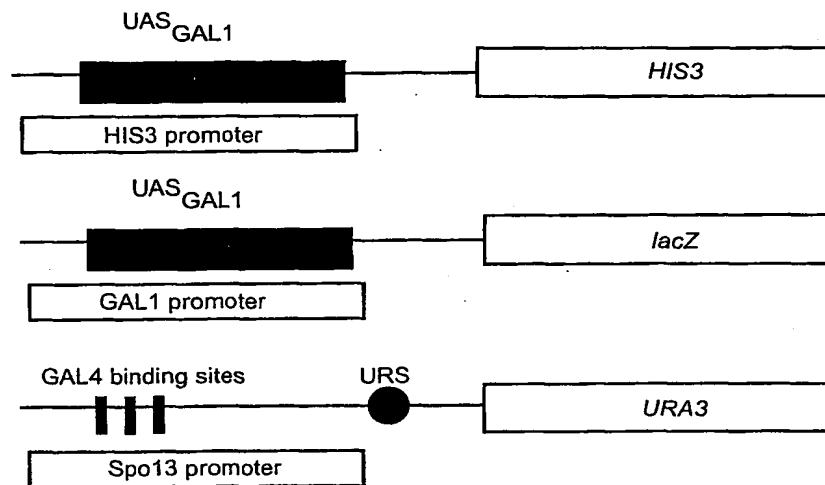 UAS GAL1
HIS3
HIS3 promoter
UAS GAL1
lacZ
GAL1 promoter
GAL4 binding sites URS
URA3
Spo13 promoter